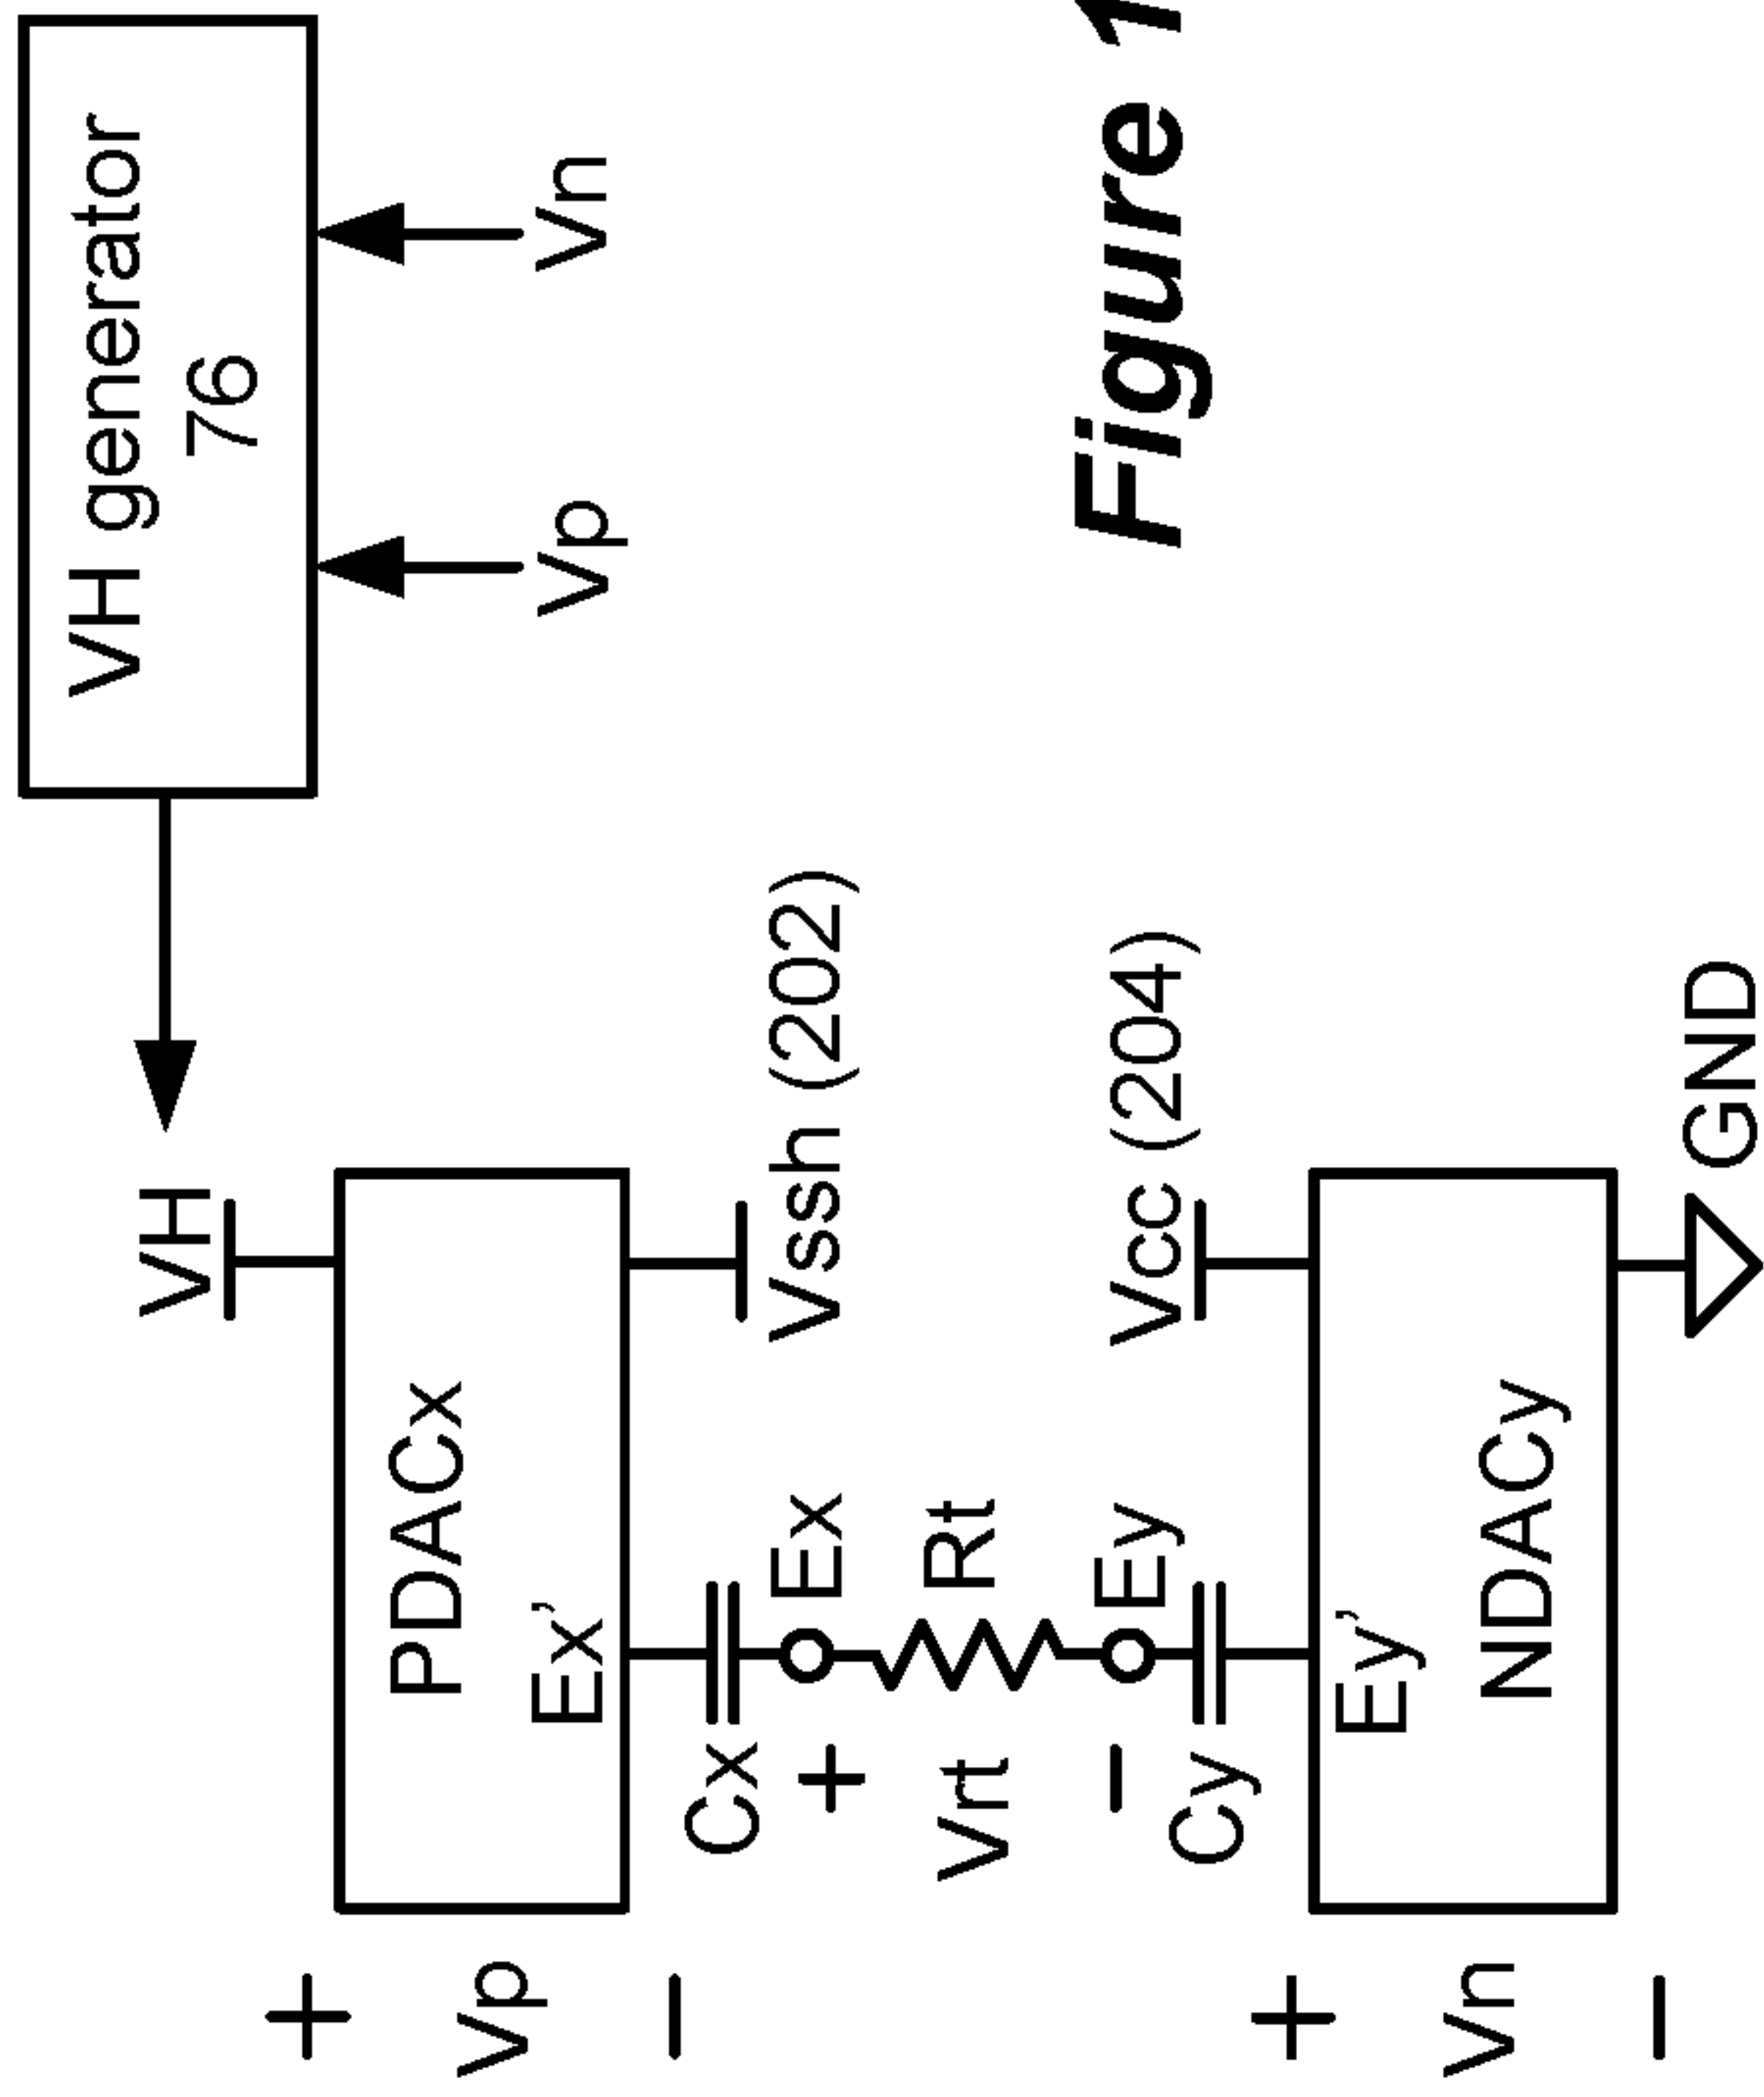 VH generator
76
Vp
Vn
VH
+
Vp
−
PDACx
Ex’
Vssh (202)
Cx
Ex
+
Vrt
−
Rt
Ey
Cy
Vcc (204)
+
Vn
−
Ey’
NDACy
GND
Figure 1